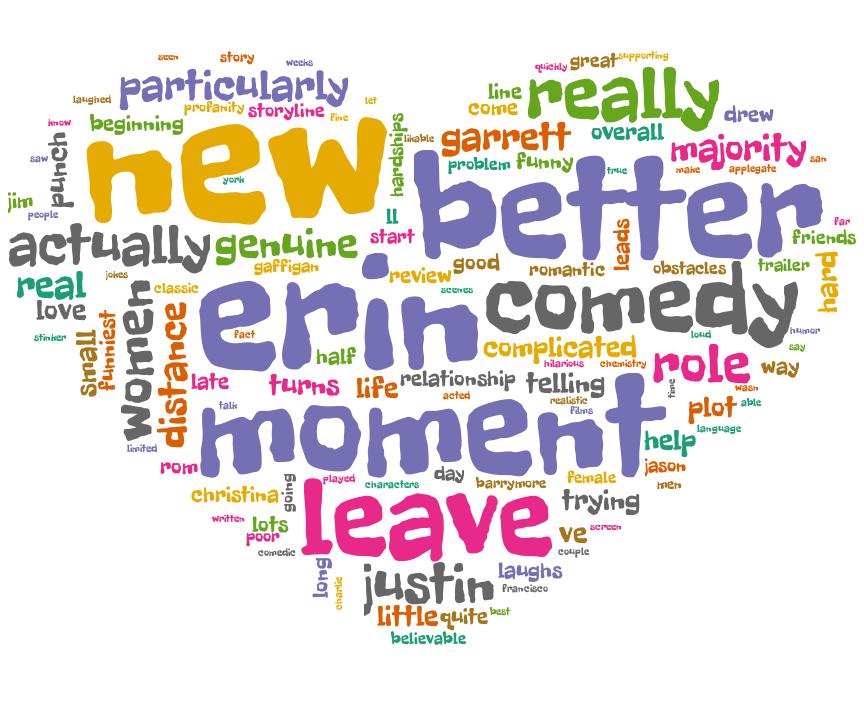 seen
story
weeks
quickly
great
supporting
particularly
line
really
laughed
profanity
storyline
let
come
drew
know
beginning
fine
new
hardships
likable
garrett
overall
majority
saw
punch
york
problem
funny
true
make
applegate
san
better
jim
people
ll
start
far
friends
actually
genuine
leads
real
jokes
gaffigan
review
good
romantic
obstacles
trailer
hard
love
women
classic
erin
scenes
comedy
stinker
small
funniest
distance
fact
half
complicated
loud
humor
say
hilarious
chemistry
role
way
late
turns
life
relationship
telling
time
wasn
acted
realistic
films
talk
moment
plot
able
language
limited
help
rom
day
jason
men
christina
going
played
characters
barrymore
female
leave
trying
written
lots
poor
ve
screen
comedic
couple
long
charlie
justin
laughs
francisco
little
quite
best
believable